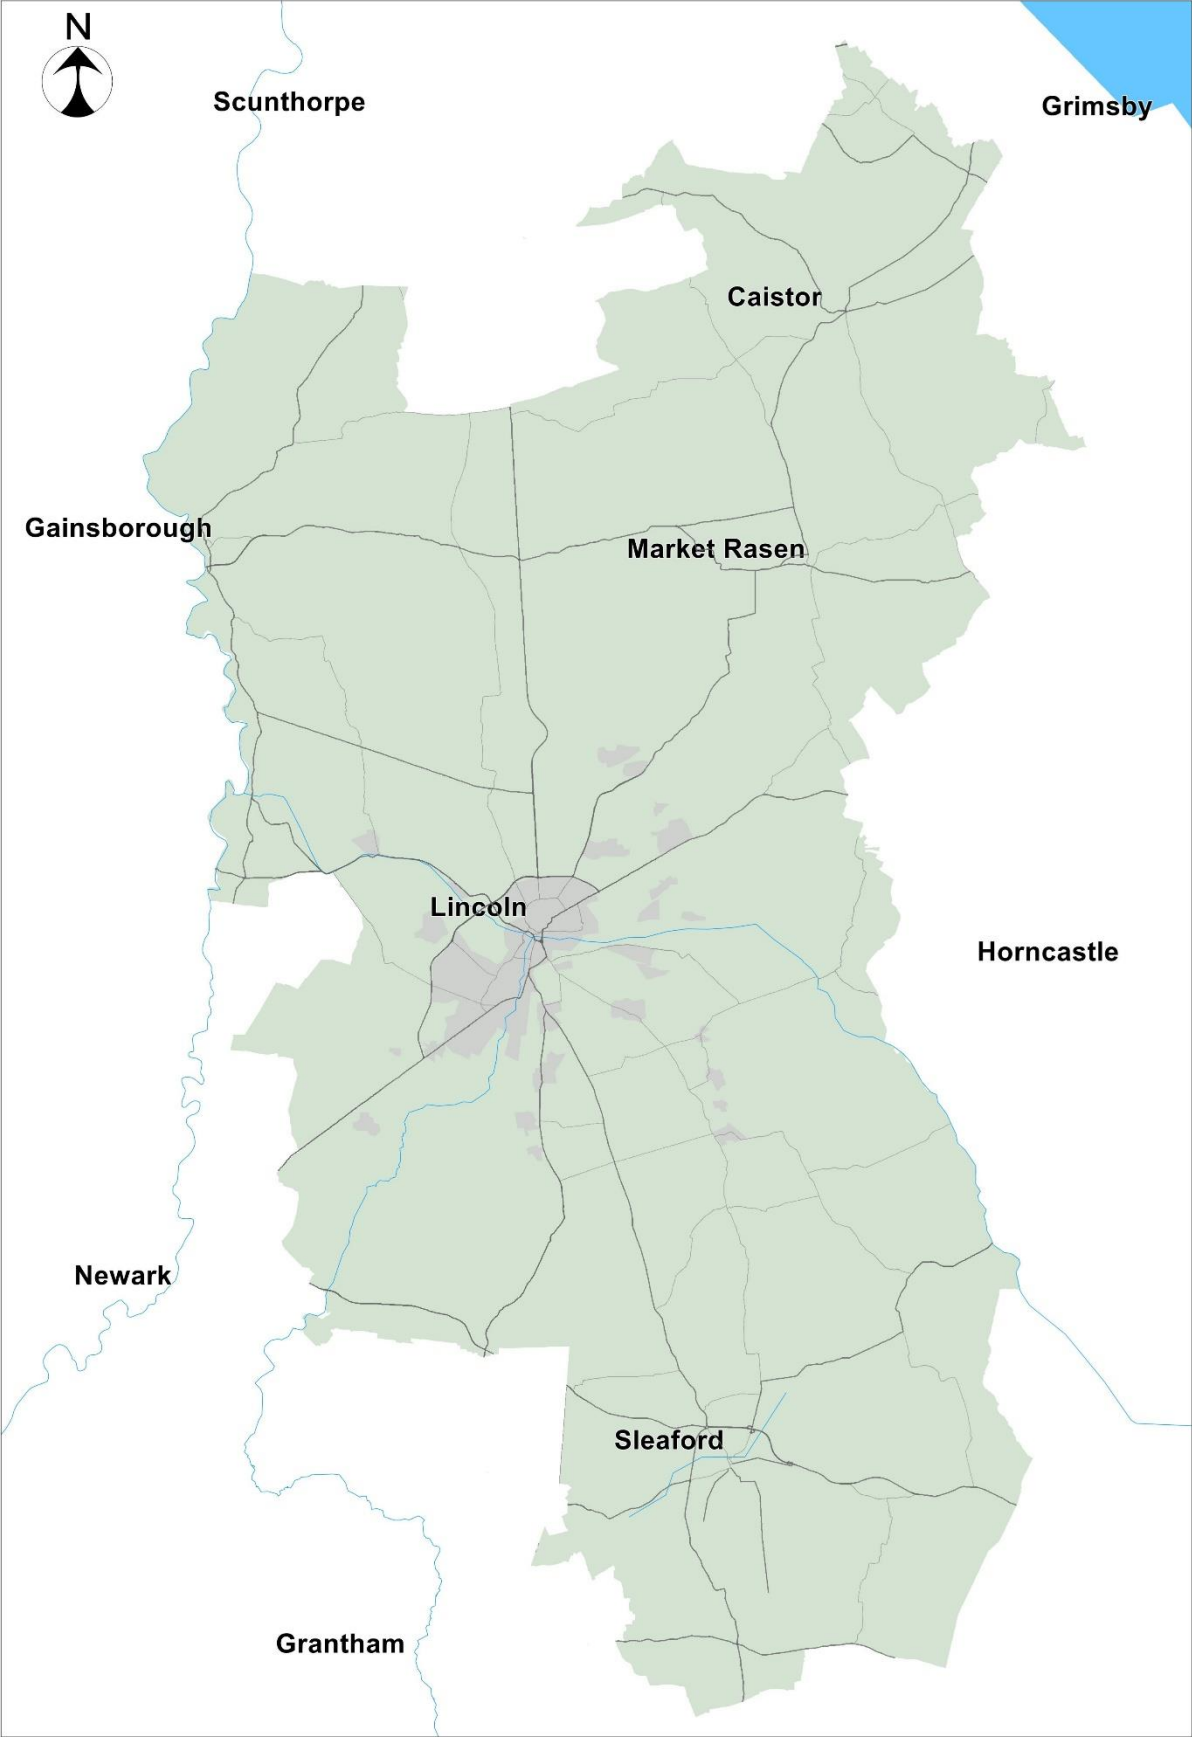 N
Scunthorpe
Grimsby
Caistor
Gainsborough
Market Rasen
Lincoln
Horncastle
Newark
Sleaford
Grantham